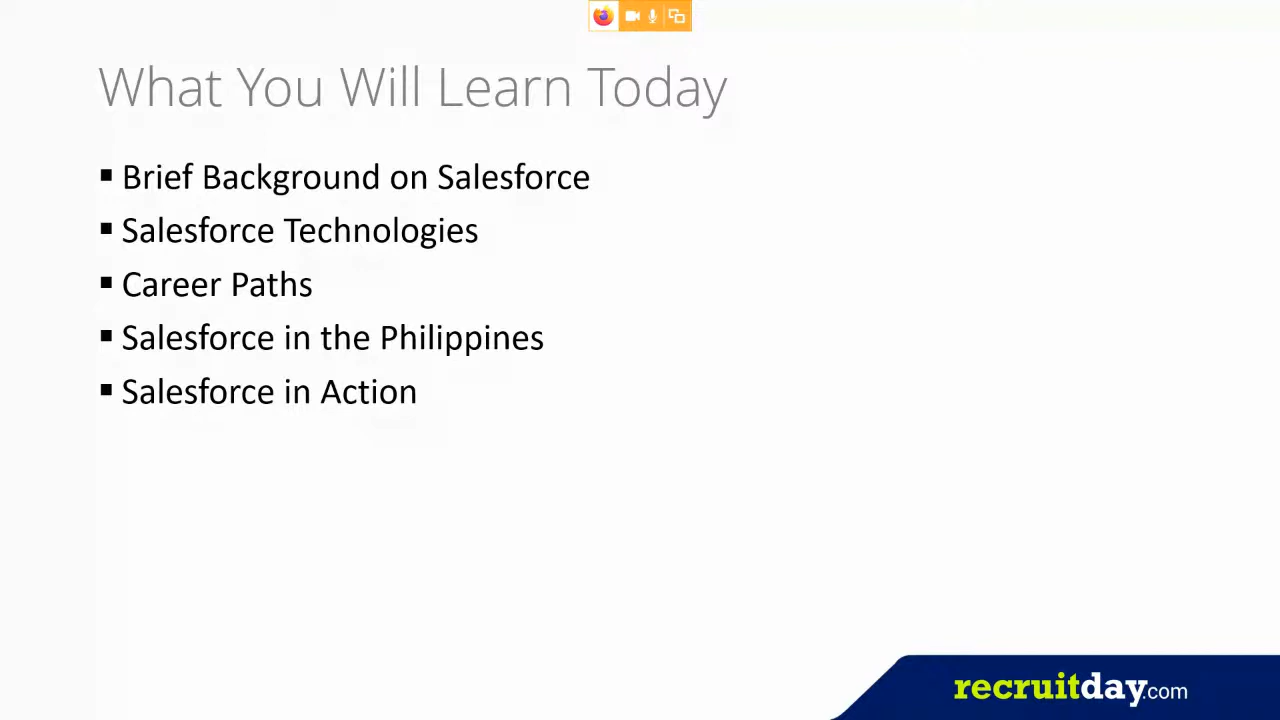 What You Will Learn Today
▪ Brief Background on Salesforce
▪ Salesforce Technologies
▪ Career Paths
▪ Salesforce in the Philippines
▪ Salesforce in Action
recruitday.com